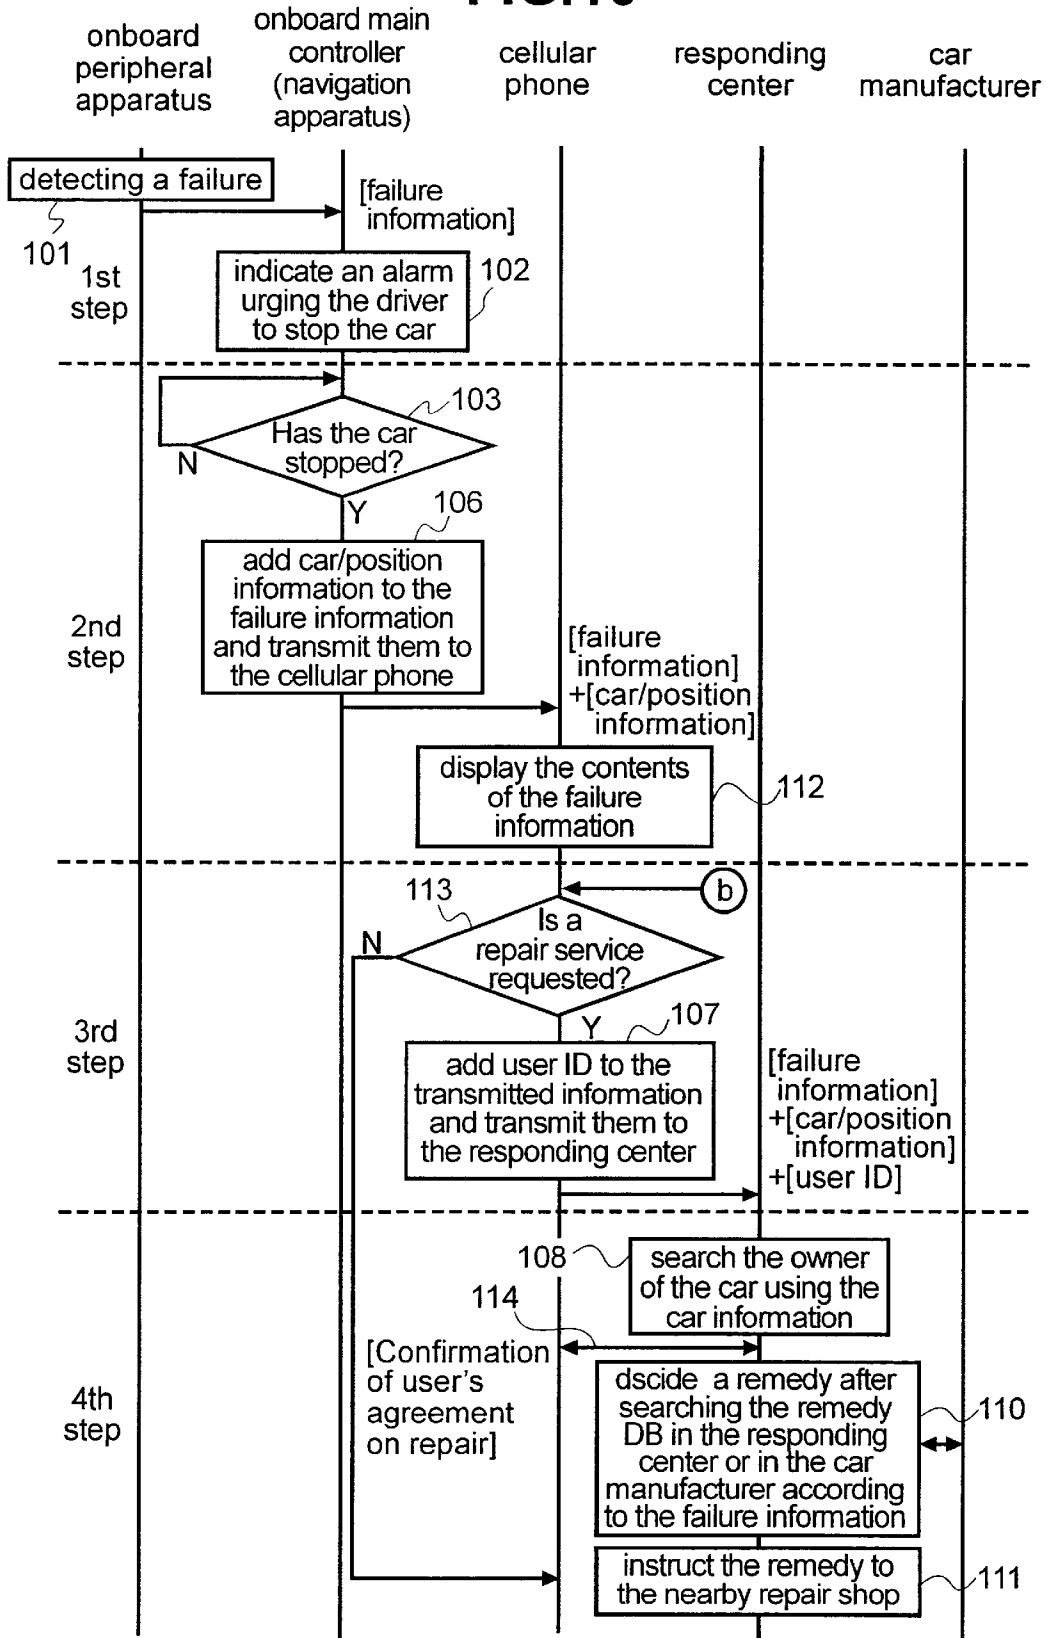 onboard
peripheral
apparatus
onboard main
controller
(navigation
apparatus)
cellular
phone
responding
center
car
manufacturer
detecting a failure
101
[failure
information]
1st
step
indicate an alarm
urging the driver
to stop the car
102
103
Has the car
stopped?
N
Y
106
add car/position
information to the
failure information
and transmit them to
the cellular phone
2nd
step
[failure
information]
+[car/position
information]
display the contents
of the failure
information
112
b
113
Is a
repair service
requested?
N
Y
107
3rd
step
add user ID to the
transmitted information
and transmit them to
the responding center
[failure
information]
+[car/position
information]
+[user ID]
108
search the owner
of the car using the
car information
114
[Confirmation
of user's
agreement
on repair]
4th
step
dscide a remedy after
searching the remedy
DB in the responding
center or in the car
manufacturer according
to the failure information
110
instruct the remedy to
the nearby repair shop
111